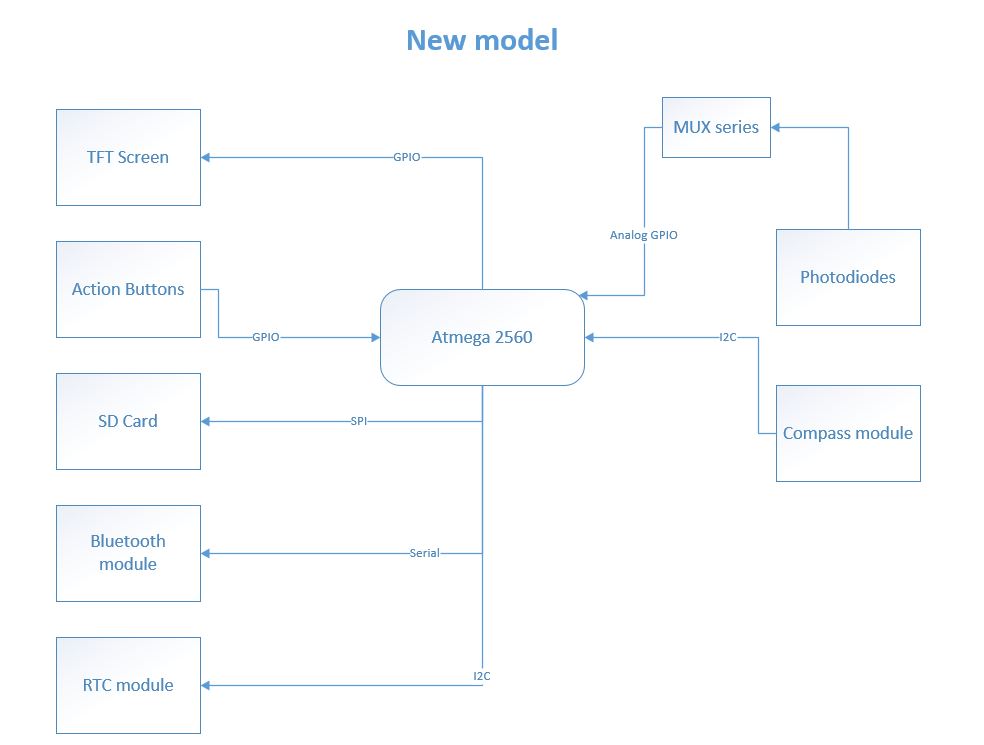 New model
TFT Screen
GPIO
MUX series
Analog GPIO
Photodiodes
Action Buttons
GPIO
Atmega 2560
I2C
SD Card
SPI
Compass module
Bluetooth
module
Serial
RTC module
I2C